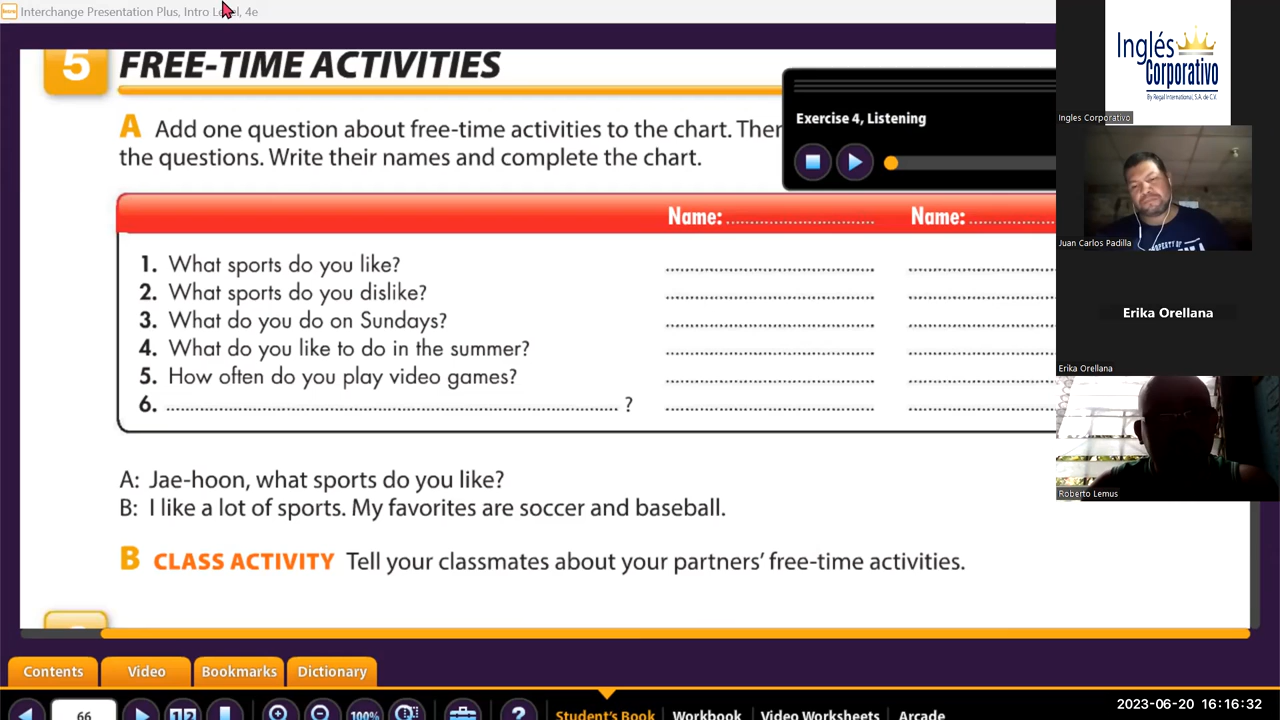 Interchange Presentation Plus, Intro Level, 4e
5 FREE-TIME ACTIVITIES
A Add one question about free-time activities to the chart. Then
the questions. Write their names and complete the chart.
Exercise 4, Listening
Name: Name:
1. What sports do you like?
2. What sports do you dislike?
3. What do you do on Sundays?
4. What do you like to do in the summer?
5. How often do you play video games?
6. ?
A: Jae-hoon, what sports do you like?
B: I like a lot of sports. My favorites are soccer and baseball.
B CLASS ACTIVITY Tell your classmates about your partners' free-time activities.
Contents Video Bookmarks Dictionary
66 1 2 100% ? Student's Book Workbook Video Worksheets Arcade
Inglés
Corporativo
By Regal International, S.A. de C.V.
Ingles Corporativo
Juan Carlos Padilla
Erika Orellana
Erika Orellana
Roberto Lemus
2023-06-20 16:16:32